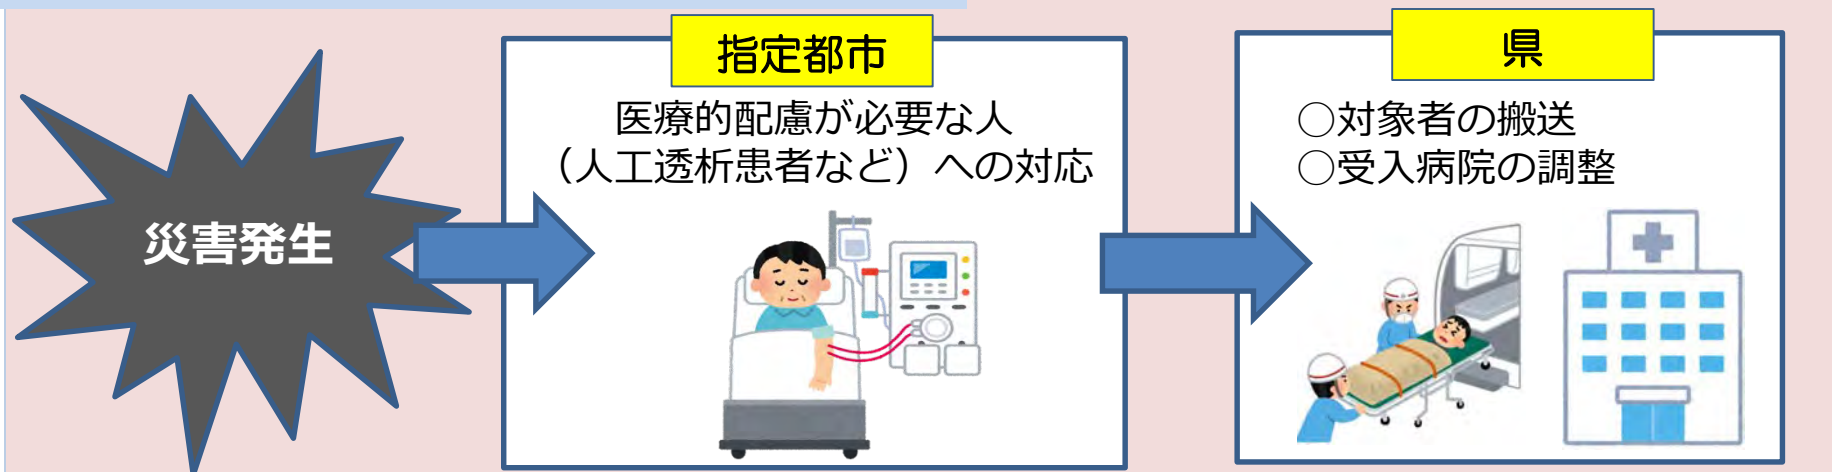 災害発生
指定都市
医療的配慮が必要な人
（人工透析患者など）への対応
県
○対象者の搬送
○受入病院の調整